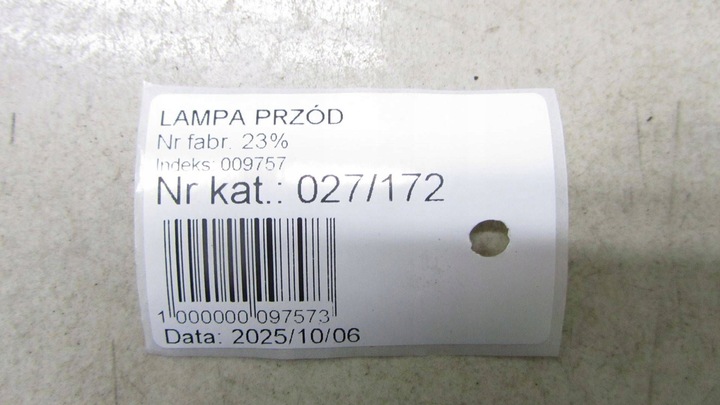 LAMPA PRZÓD
Nr fabr. 23%
Indeks: 009757
Nr kat.: 027/172
1 000000 097573
Data: 2025/10/06